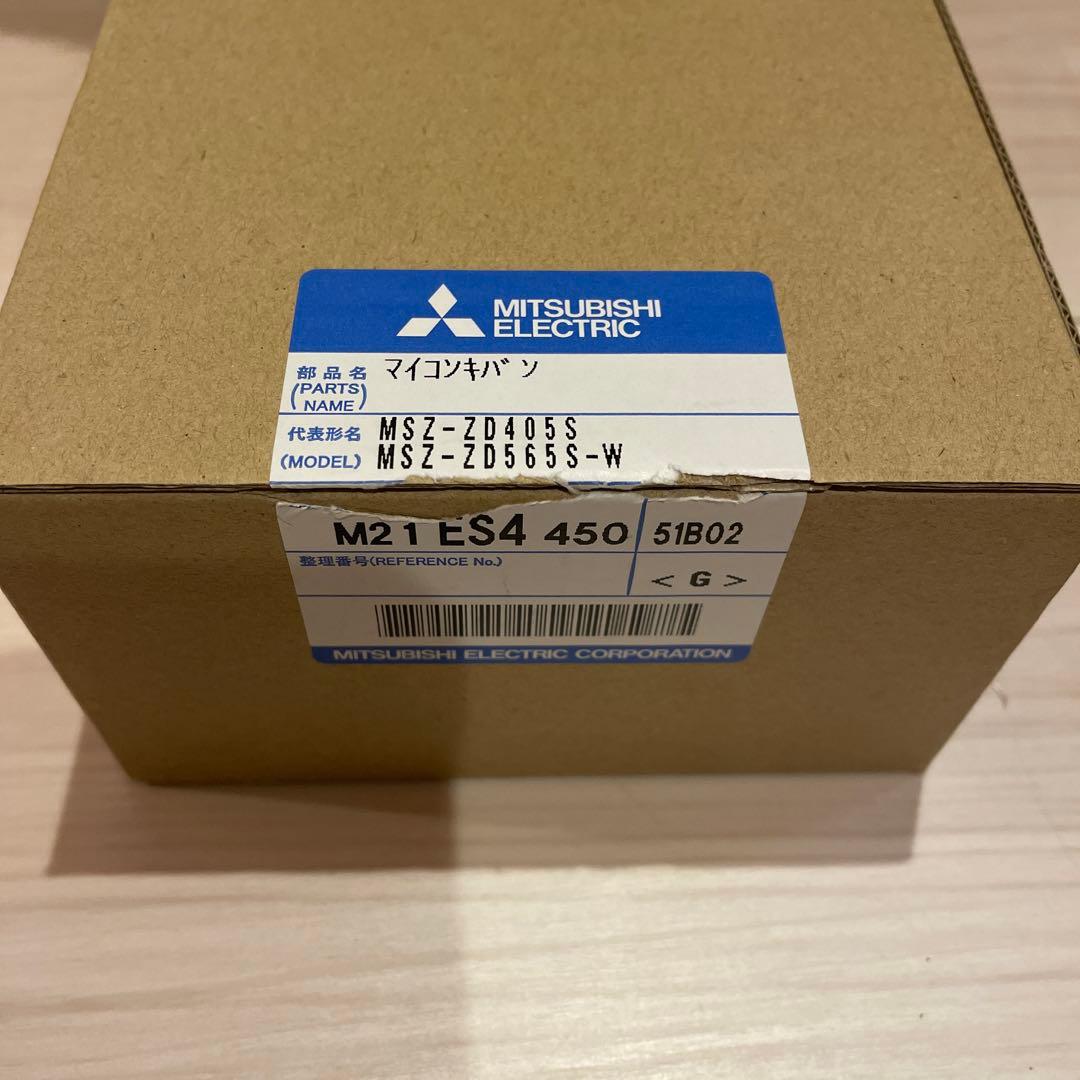 MITSUBISHI
ELECTRIC
部品名 マイコンキバン
(PARTS NAME)
代表形名 MSZ-ZD405S
(MODEL) MSZ-ZD565S-W
M21 ES4 450 51B02
整理番号(REFERENCE No.)
< G >
MITSUBISHI ELECTRIC CORPORATION